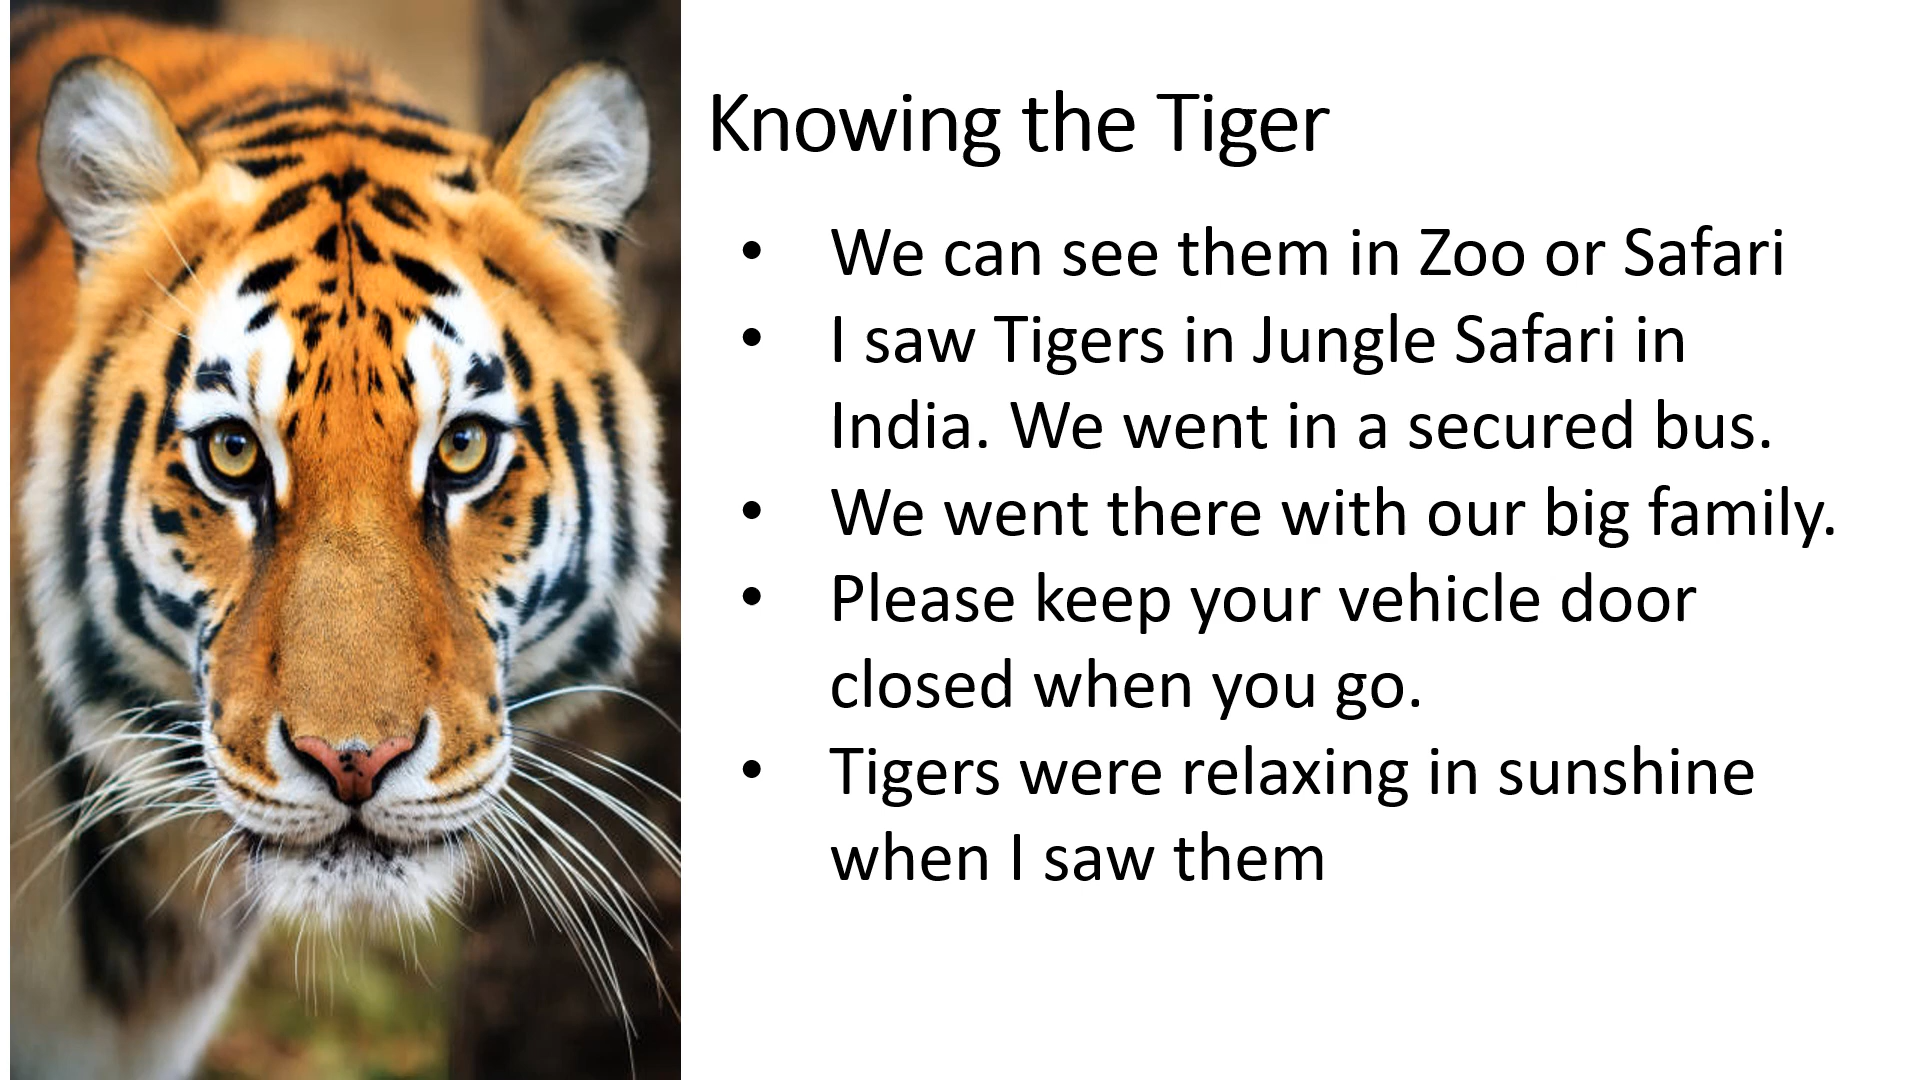 Knowing the Tiger
• We can see them in Zoo or Safari
• I saw Tigers in Jungle Safari in
India. We went in a secured bus.
• We went there with our big family.
• Please keep your vehicle door
closed when you go.
• Tigers were relaxing in sunshine
when I saw them